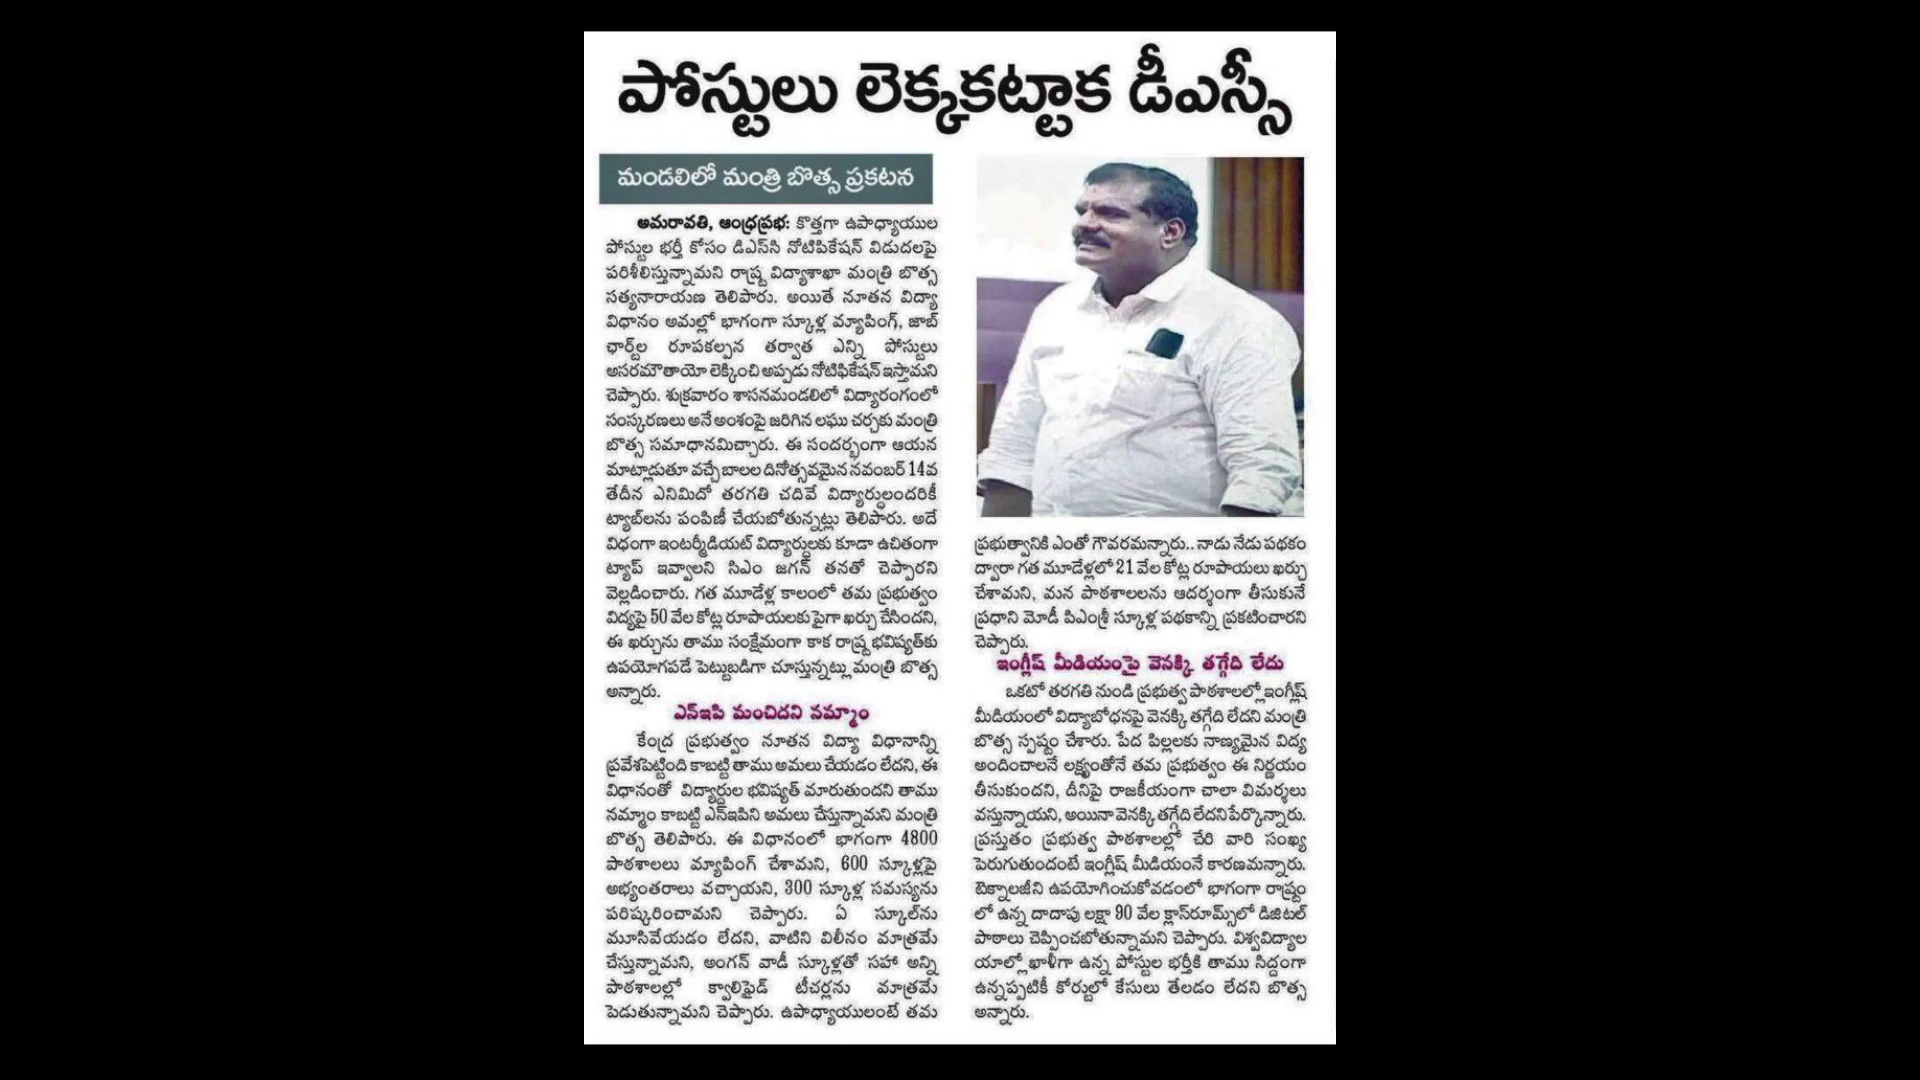 పోస్టులు లెక్కకట్టాక డీఎస్సీ
మండలిలో మంత్రి బొత్స ప్రకటన
అమరావతి, ఆంధ్రప్రభ: కొత్తగా ఉపాధ్యాయుల
పోస్టుల భర్తీ కోసం డిఎస్‌సి నోటిపికేషన్ విడుదలపై
పరిశీలిస్తున్నామని రాష్ట్ర విద్యాశాఖా మంత్రి బొత్స
సత్యనారాయణ తెలిపారు. అయితే నూతన విద్యా
విధానం అమల్లో భాగంగా స్కూళ్ల మ్యాపింగ్, జాబ్
ఛార్ట్‌ల రూపకల్పన తర్వాత ఎన్ని పోస్టులు
అసరమౌతాయో లెక్కించి అప్పుడు నోటిఫికేషన్ ఇస్తామని
చెప్పారు. శుక్రవారం శాసనమండలిలో విద్యారంగంలో
సంస్కరణలు అనే అంశంపై జరిగిన లఘు చర్చకు మంత్రి
బొత్స సమాధానమిచ్చారు. ఈ సందర్భంగా ఆయన
మాట్లాడుతూ వచ్చే బాలల దినోత్సవమైన నవంబర్ 14వ
తేదీన ఎనిమిదో తరగతి చదివే విద్యార్థులందరికీ
ట్యాబ్‌లను పంపిణీ చేయబోతున్నట్లు తెలిపారు. అదే
విధంగా ఇంటర్మీడియట్ విద్యార్థులకు కూడా ఉచితంగా
ట్యాప్ ఇవ్వాలని సిఎం జగన్ తనతో చెప్పారని
వెల్లడించారు. గత మూడేళ్ల కాలంలో తమ ప్రభుత్వం
విద్యపై 50 వేల కోట్ల రూపాయలకు పైగా ఖర్చు చేసిందని,
ఈ ఖర్చును తాము సంక్షేమంగా కాక రాష్ట్ర భవిష్యత్‌కు
ఉపయోగపడే పెట్టుబడిగా చూస్తున్నట్లు మంత్రి బొత్స
అన్నారు.
ఎన్ఇపి మంచిదని నమ్మాం
కేంద్ర ప్రభుత్వం నూతన విద్యా విధానాన్ని
ప్రవేశపెట్టింది కాబట్టి తాము అమలు చేయడం లేదని, ఈ
విధానంతో విద్యార్థుల భవిష్యత్ మారుతుందని తాము
నమ్మాం కాబట్టి ఎన్ఇపిని అమలు చేస్తున్నామని మంత్రి
బొత్స తెలిపారు. ఈ విధానంలో భాగంగా 4800
పాఠశాలలు మ్యాపింగ్ చేశామని, 600 స్కూళ్లపై
అభ్యంతరాలు వచ్చాయని, 300 స్కూళ్ల సమస్యను
పరిష్కరించామని చెప్పారు. ఏ స్కూల్‌ను
మూసివేయడం లేదని, వాటిని విలీనం మాత్రమే
చేస్తున్నామని, అంగన్ వాడీ స్కూళ్లతో సహా అన్ని
పాఠశాలల్లో క్వాలిఫైడ్ టీచర్లను మాత్రమే
పెడుతున్నామని చెప్పారు. ఉపాధ్యాయులంటే తమ
ప్రభుత్వానికి ఎంతో గౌవరమన్నారు.. నాడు నేడు పథకం
ద్వారా గత మూడేళ్లలో 21 వేల కోట్ల రూపాయలు ఖర్చు
చేశామని, మన పాఠశాలలను ఆదర్శంగా తీసుకునే
ప్రధాని మోడీ పిఎంశ్రీ స్కూళ్ల పథకాన్ని ప్రకటించారని
చెప్పారు.
ఇంగ్లీష్ మీడియంపై వెనక్కి తగ్గేది లేదు
ఒకటో తరగతి నుండి ప్రభుత్వ పాఠశాలల్లో ఇంగ్లీష్
మీడియంలో విద్యాబోధనపై వెనక్కి తగ్గేది లేదని మంత్రి
బొత్స స్పష్టం చేశారు. పేద పిల్లలకు నాణ్యమైన విద్య
అందించాలనే లక్ష్యంతోనే తమ ప్రభుత్వం ఈ నిర్ణయం
తీసుకుందని, దీనిపై రాజకీయంగా చాలా విమర్శలు
వస్తున్నాయని, అయినా వెనక్కి తగ్గేది లేదని పేర్కొన్నారు.
ప్రస్తుతం ప్రభుత్వ పాఠశాలల్లో చేరి వారి సంఖ్య
పెరుగుతుందంటే ఇంగ్లీష్ మీడియంనే కారణమన్నారు.
టెక్నాలజీని ఉపయోగించుకోవడంలో భాగంగా రాష్ట్రం
లో ఉన్న దాదాపు లక్షా 90 వేల క్లాస్‌రూమ్స్‌లో డిజిటల్
పాఠాలు చెప్పించబోతున్నామని చెప్పారు. విశ్వవిద్యాల
యాల్లో ఖాళీగా ఉన్న పోస్టుల భర్తీకి తాము సిద్దంగా
ఉన్నప్పటికీ కోర్టులో కేసులు తేలడం లేదని బొత్స
అన్నారు.